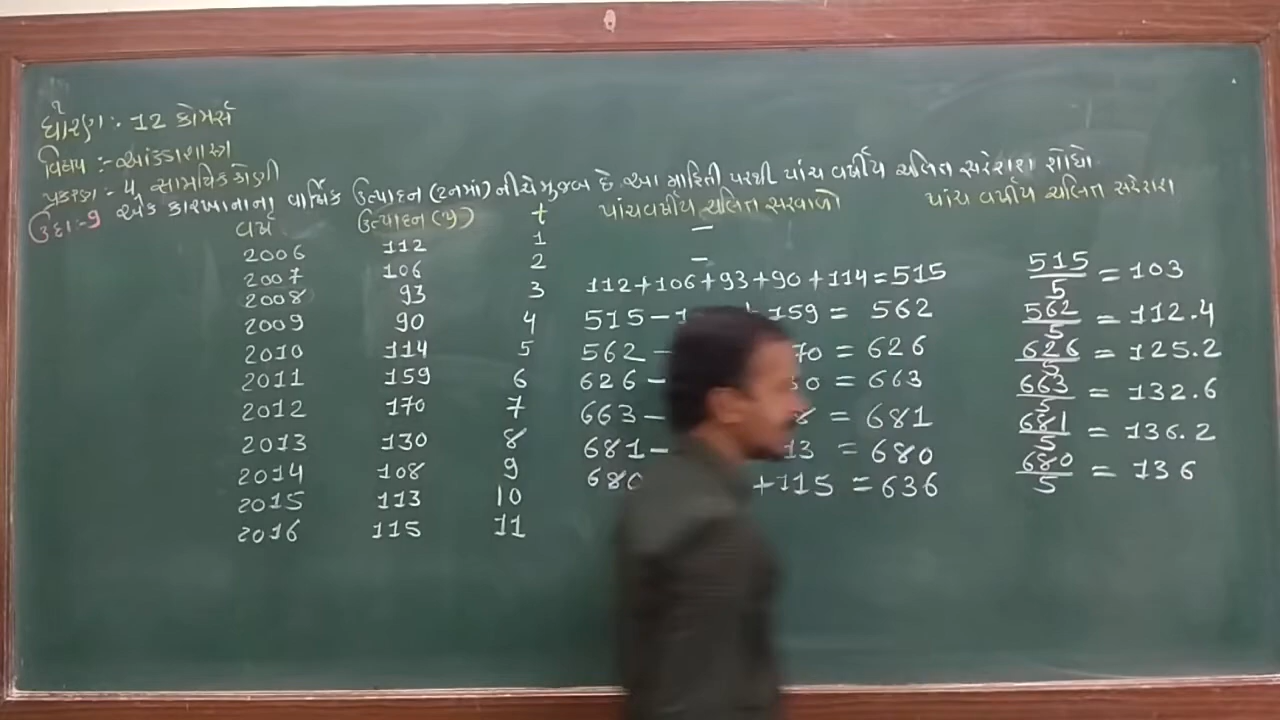 ધોરણ :- 12 કોમર્સ
વિષય :- આંકડાશાસ્ત્ર
પ્રકરણ :- 4, સામયિક શ્રેણી
ઉદા:-9 એક કારખાનાના વાર્ષિક ઉત્પાદન (ટનમાં) નીચે મુજબ છે. આ માહિતી પરથી પાંચ વર્ષીય ચલિત સરેરાશ શોધો
વર્ષ ઉત્પાદન (y) t પાંચવર્ષીય ચલિત સરવાળો પાંચ વર્ષીય ચલિત સરેરાશ
2006 112 1 –
2007 106 2 –
2008 93 3 112+106+93+90+114=515 515/5 = 103
2009 90 4 515– +159= 562 562/5 = 112.4
2010 114 5 562– = 626 626/5 = 125.2
2011 159 6 626– = 663 663/5 = 132.6
2012 170 7 663– = 681 681/5 = 136.2
2013 130 8 681– = 680 680/5 = 136
2014 108 9 680 +115 = 636
2015 113 10
2016 115 11